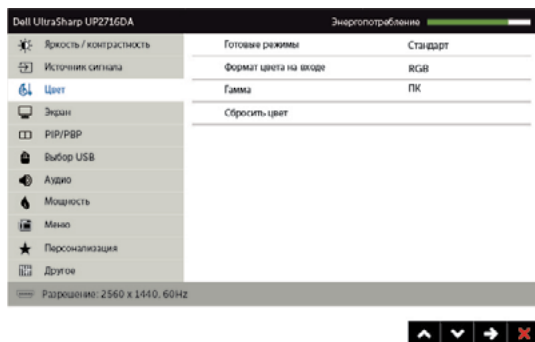 Dell UltraSharp UP2716DA Энергопотребление
Яркость / контрастность Готовые режимы Стандарт
Источник сигнала Формат цвета на входе RGB
Цвет Гамма ПК
Экран Сбросить цвет
PIP/PBP
Выбор USB
Аудио
Мощность
Меню
Персонализация
Другое
Разрешение: 2560 x 1440, 60Hz